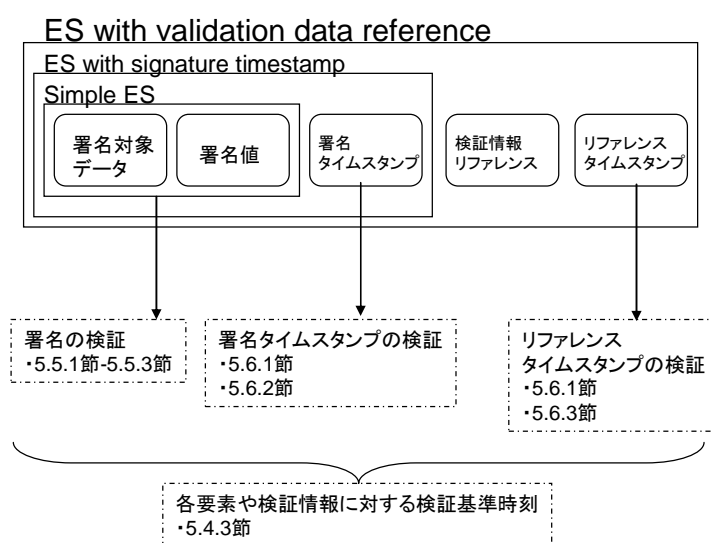 ES with validation data reference
ES with signature timestamp
Simple ES
署名対象
データ
署名値
署名
タイムスタンプ
検証情報
リファレンス
リファレンス
タイムスタンプ
署名の検証
・5.5.1節-5.5.3節
署名タイムスタンプの検証
・5.6.1節
・5.6.2節
リファレンス
タイムスタンプの検証
・5.6.1節
・5.6.3節
各要素や検証情報に対する検証基準時刻
・5.4.3節